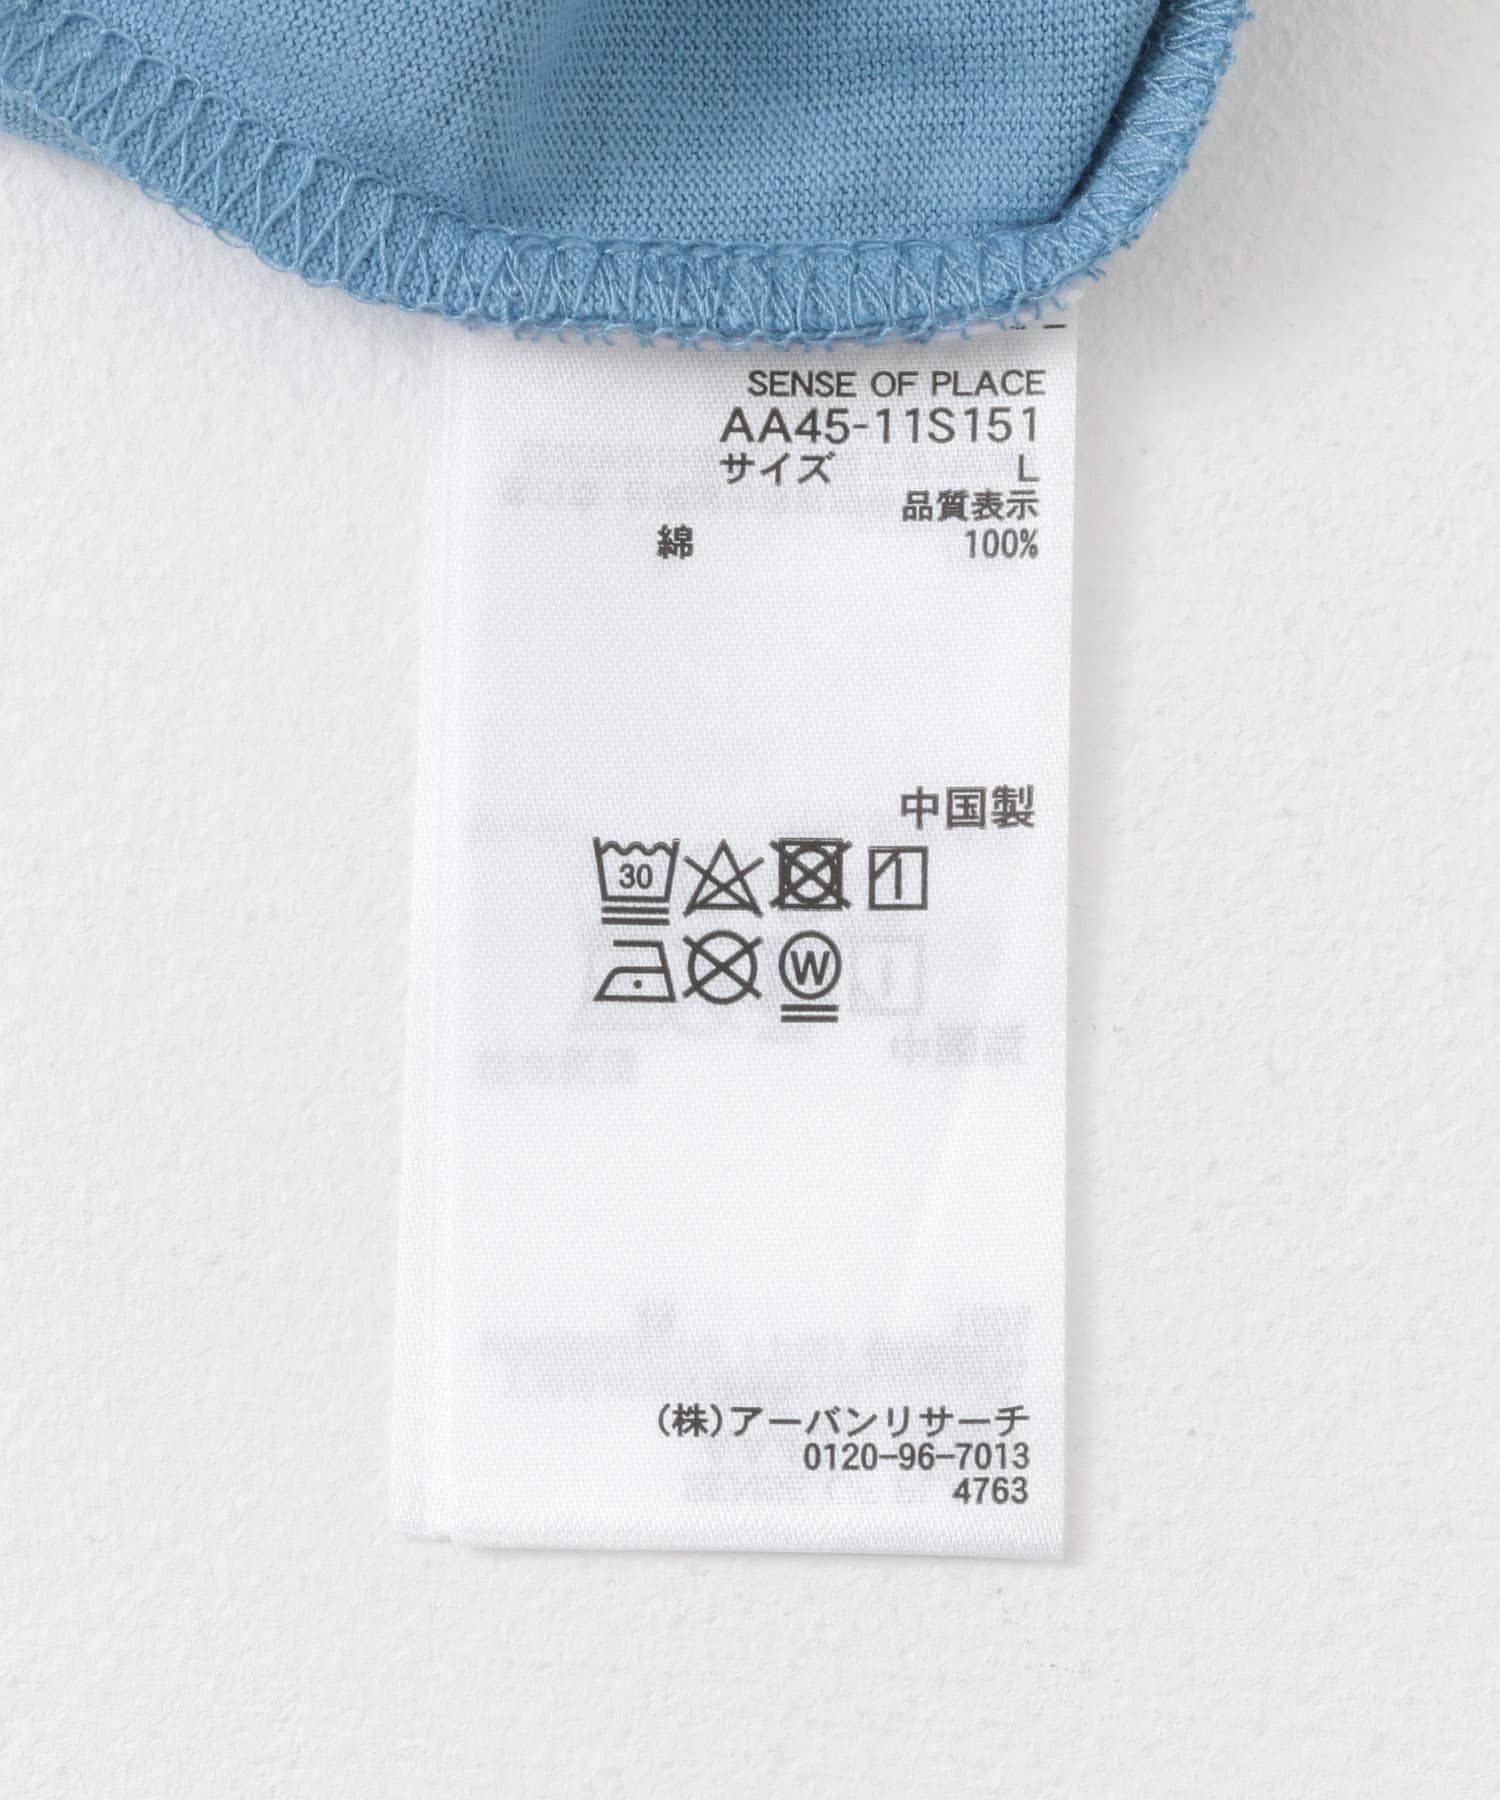 SENSE OF PLACE
AA45-11S151
サイズ L
品質表示
綿 100%
中国製
30
W
(株)アーバンリサーチ
0120-96-7013
4763